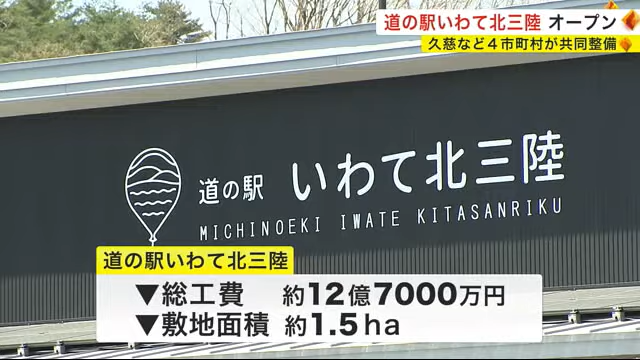 道の駅いわて北三陸 オープン
久慈など4市町村が共同整備
道の駅 いわて北三陸
MICHINOEKI IWATE KITASANRIKU
道の駅いわて北三陸
▼総工費 約12億7000万円
▼敷地面積 約1.5ha